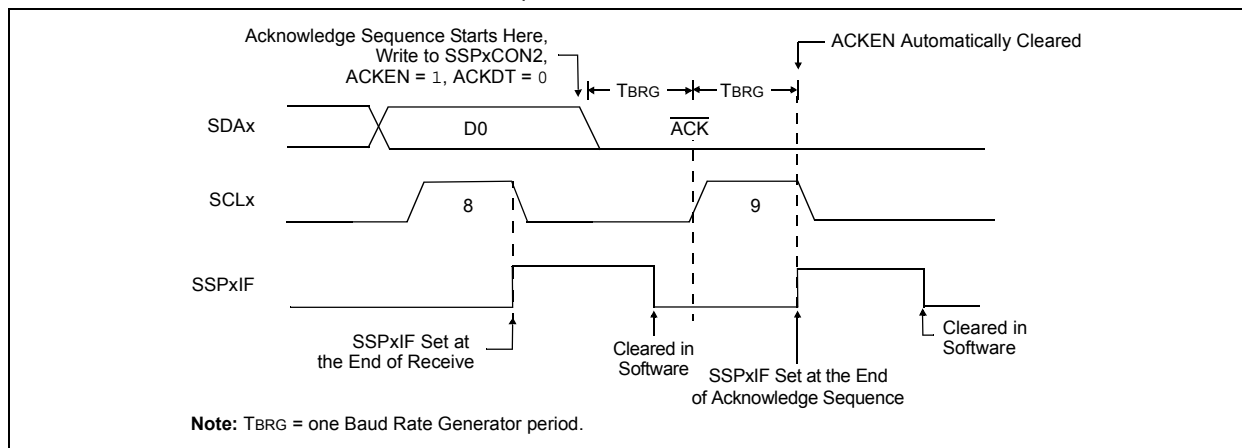 Acknowledge Sequence Starts Here,
Write to SSPxCON2,
ACKEN = 1, ACKDT = 0
ACKEN Automatically Cleared
TBRG
TBRG
SDAx
D0
ACK
SCLx
8
9
SSPxIF
SSPxIF Set at
the End of Receive
Cleared in
Software
SSPxIF Set at the End
of Acknowledge Sequence
Cleared in
Software
Note: TBRG = one Baud Rate Generator period.